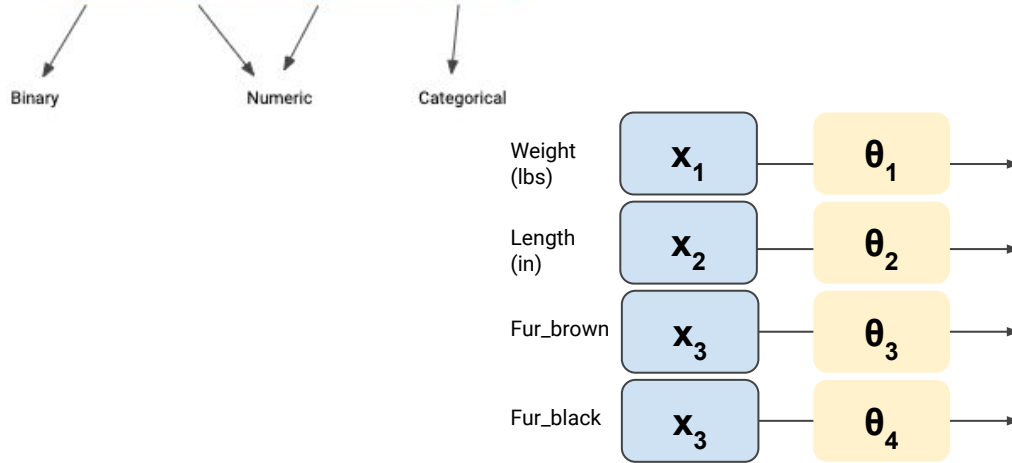 Binary
Numeric
Categorical
Weight
(lbs)
x1
θ1
Length
(in)
x2
θ2
Fur_brown
x3
θ3
Fur_black
x3
θ4